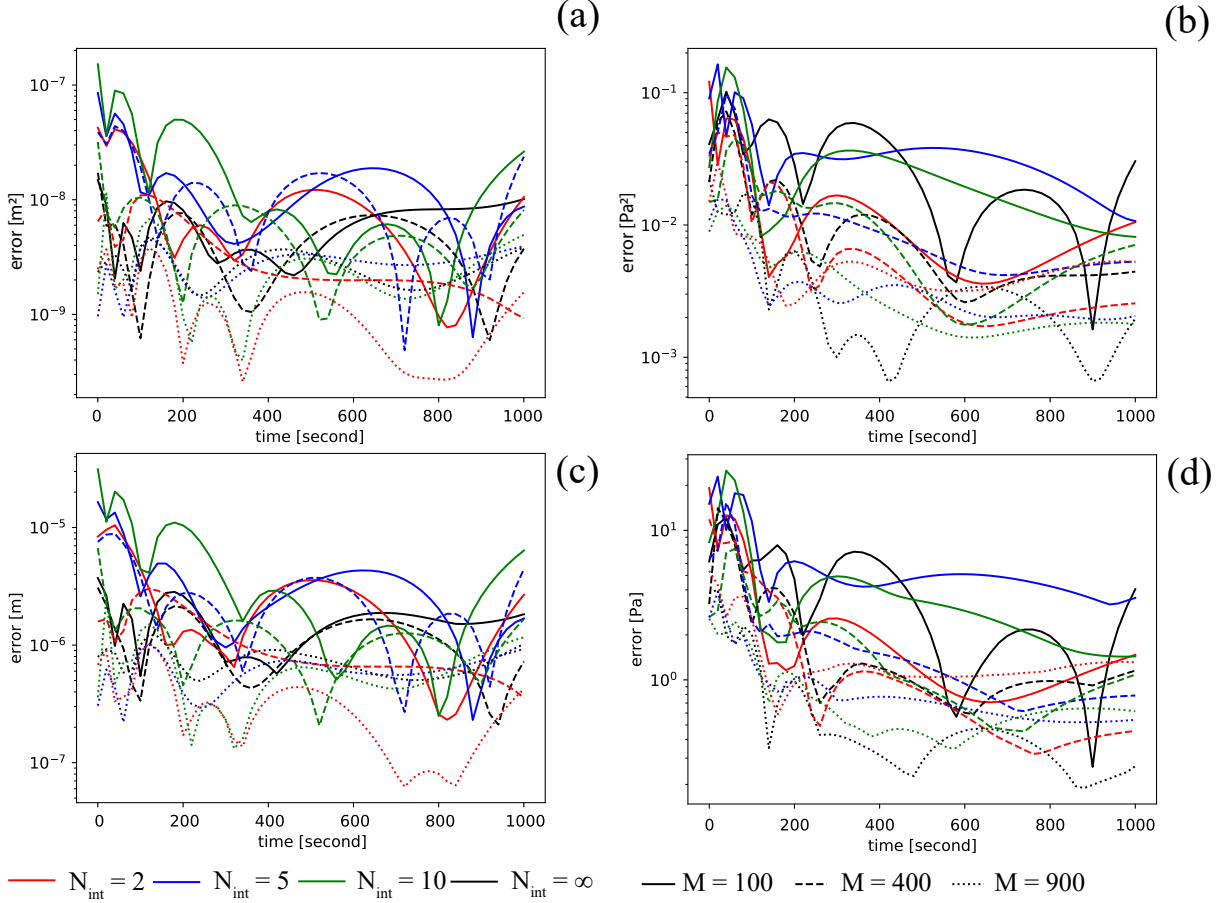 (a)
10⁻⁷
10⁻⁸
10⁻⁹
error [m²]
0 200 400 600 800 1000
time [second]
(b)
10⁻¹
10⁻²
10⁻³
error [Pa²]
0 200 400 600 800 1000
time [second]
(c)
10⁻⁵
10⁻⁶
10⁻⁷
error [m]
0 200 400 600 800 1000
time [second]
(d)
10¹
10⁰
error [Pa]
0 200 400 600 800 1000
time [second]
N_int = 2 N_int = 5 N_int = 10 N_int = ∞ M = 100 M = 400 M = 900